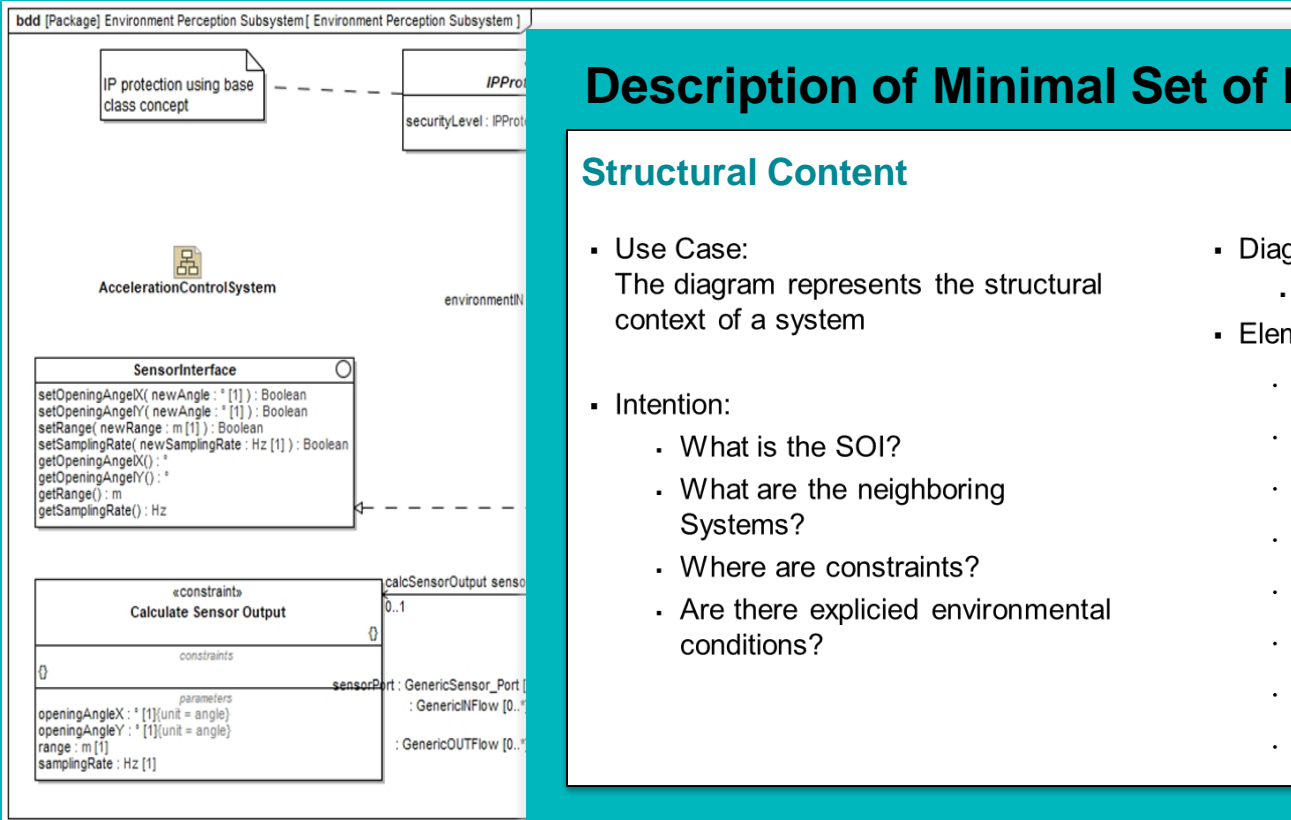 bdd [Package] Environment Perception Subsystem [ Environment Perception Subsystem ]
IP protection using base
class concept
IPProt
securityLevel : IPProt
AccelerationControlSystem
environmentIN
SensorInterface
setOpeningAngelX( newAngle : ° [1] ) : Boolean
setOpeningAngelY( newAngle : ° [1] ) : Boolean
setRange( newRange : m [1] ) : Boolean
setSamplingRate( newSamplingRate : Hz [1] ) : Boolean
getOpeningAngelX() : °
getOpeningAngelY() : °
getRange() : m
getSamplingRate() : Hz
«constraint»
Calculate Sensor Output
{}
constraints
{}
parameters
openingAngleX : ° [1]{unit = angle}
openingAngleY : ° [1]{unit = angle}
range : m [1]
samplingRate : Hz [1]
calcSensorOutput senso
0..1
sensorPort : GenericSensor_Port [
: GenericINFlow [0..*
: GenericOUTFlow [0..*
Description of Minimal Set of
Structural Content
▪ Use Case:
The diagram represents the structural
context of a system
▪ Intention:
▪ What is the SOI?
▪ What are the neighboring
Systems?
▪ Where are constraints?
▪ Are there explicied environmental
conditions?
▪ Diag
▪ Elem